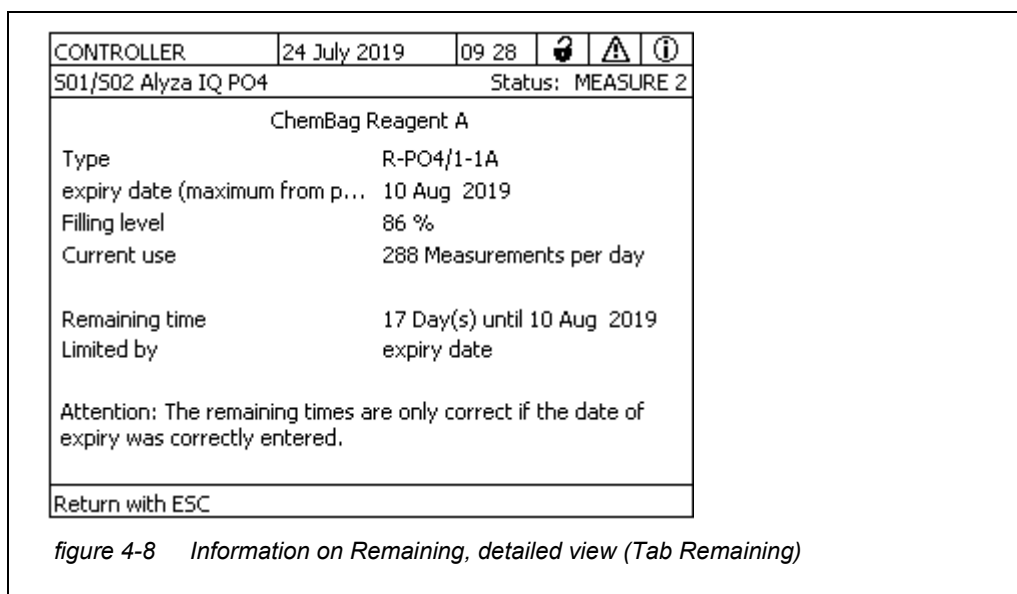 CONTROLLER 24 July 2019 09 28
S01/S02 Alyza IQ PO4 Status: MEASURE 2
ChemBag Reagent A
Type R-PO4/1-1A
expiry date (maximum from p... 10 Aug 2019
Filling level 86 %
Current use 288 Measurements per day
Remaining time 17 Day(s) until 10 Aug 2019
Limited by expiry date
Attention: The remaining times are only correct if the date of
expiry was correctly entered.
Return with ESC
figure 4-8 Information on Remaining, detailed view (Tab Remaining)